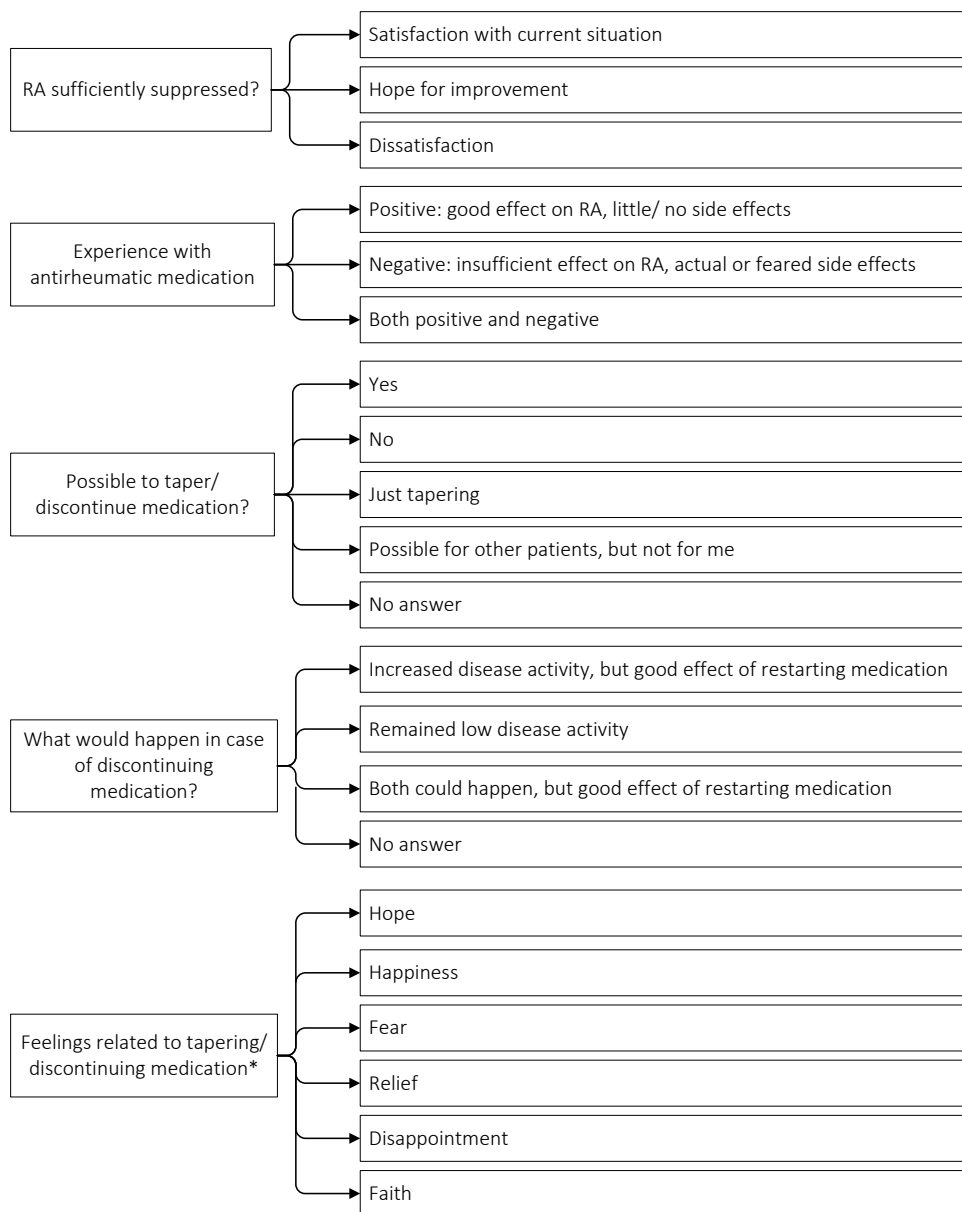 RA sufficiently suppressed?
Satisfaction with current situation
Hope for improvement
Dissatisfaction
Experience with
antirheumatic medication
Positive: good effect on RA, little/ no side effects
Negative: insufficient effect on RA, actual or feared side effects
Both positive and negative
Possible to taper/
discontinue medication?
Yes
No
Just tapering
Possible for other patients, but not for me
No answer
What would happen in case
of discontinuing
medication?
Increased disease activity, but good effect of restarting medication
Remained low disease activity
Both could happen, but good effect of restarting medication
No answer
Feelings related to tapering/
discontinuing medication*
Hope
Happiness
Fear
Relief
Disappointment
Faith